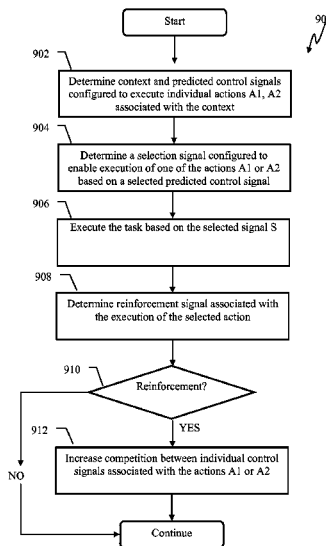 Start
90
902
Determine context and predicted control signals
configured to execute individual actions A1, A2
associated with the context
904
Determine a selection signal configured to
enable execution of one of the actions A1 or A2
based on a selected predicted control signal
906
Execute the task based on the selected signal S
908
Determine reinforcement signal associated with
the execution of the selected action
910
Reinforcement?
YES
912
Increase competition between individual control
signals associated with the actions A1 or A2
NO
Continue